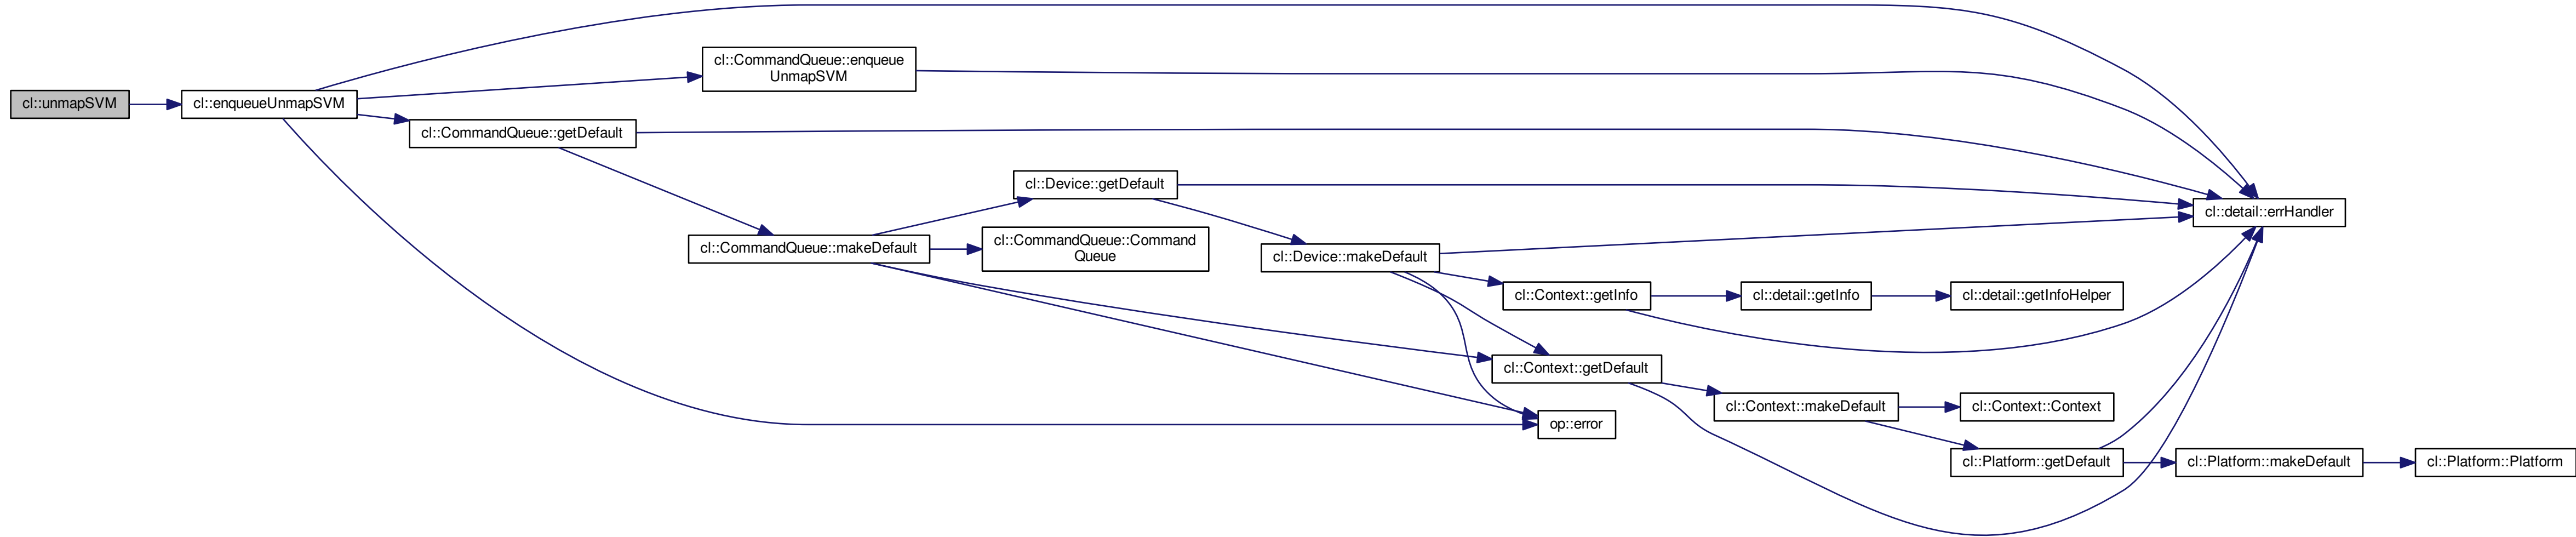 cl::unmapSVM
cl::enqueueUnmapSVM
cl::CommandQueue::enqueue
UnmapSVM
cl::CommandQueue::getDefault
cl::CommandQueue::makeDefault
cl::Device::getDefault
cl::CommandQueue::Command
Queue
cl::Device::makeDefault
cl::Context::getInfo
cl::detail::getInfo
cl::detail::getInfoHelper
cl::detail::errHandler
cl::Context::getDefault
op::error
cl::Context::makeDefault
cl::Context::Context
cl::Platform::getDefault
cl::Platform::makeDefault
cl::Platform::Platform